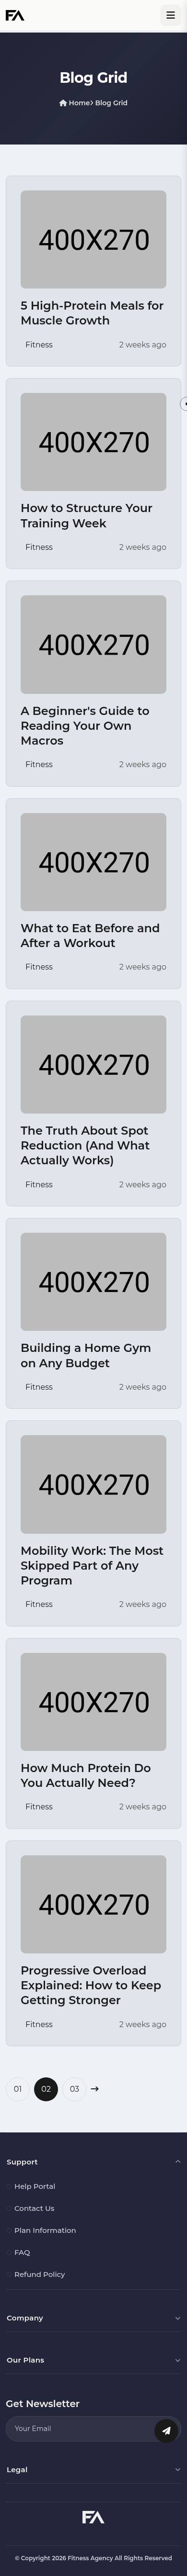 FA
Blog Grid
Home> Blog Grid
400X270
5 High-Protein Meals for
Muscle Growth
Fitness 2 weeks ago
400X270
How to Structure Your
Training Week
Fitness 2 weeks ago
400X270
A Beginner's Guide to
Reading Your Own
Macros
Fitness 2 weeks ago
400X270
What to Eat Before and
After a Workout
Fitness 2 weeks ago
400X270
The Truth About Spot
Reduction (And What
Actually Works)
Fitness 2 weeks ago
400X270
Building a Home Gym
on Any Budget
Fitness 2 weeks ago
400X270
Mobility Work: The Most
Skipped Part of Any
Program
Fitness 2 weeks ago
400X270
How Much Protein Do
You Actually Need?
Fitness 2 weeks ago
400X270
Progressive Overload
Explained: How to Keep
Getting Stronger
Fitness 2 weeks ago
01 02 03
Support
Help Portal
Contact Us
Plan Information
FAQ
Refund Policy
Company
Our Plans
Get Newsletter
Your Email
Legal
FA
© Copyright 2026 Fitness Agency All Rights Reserved